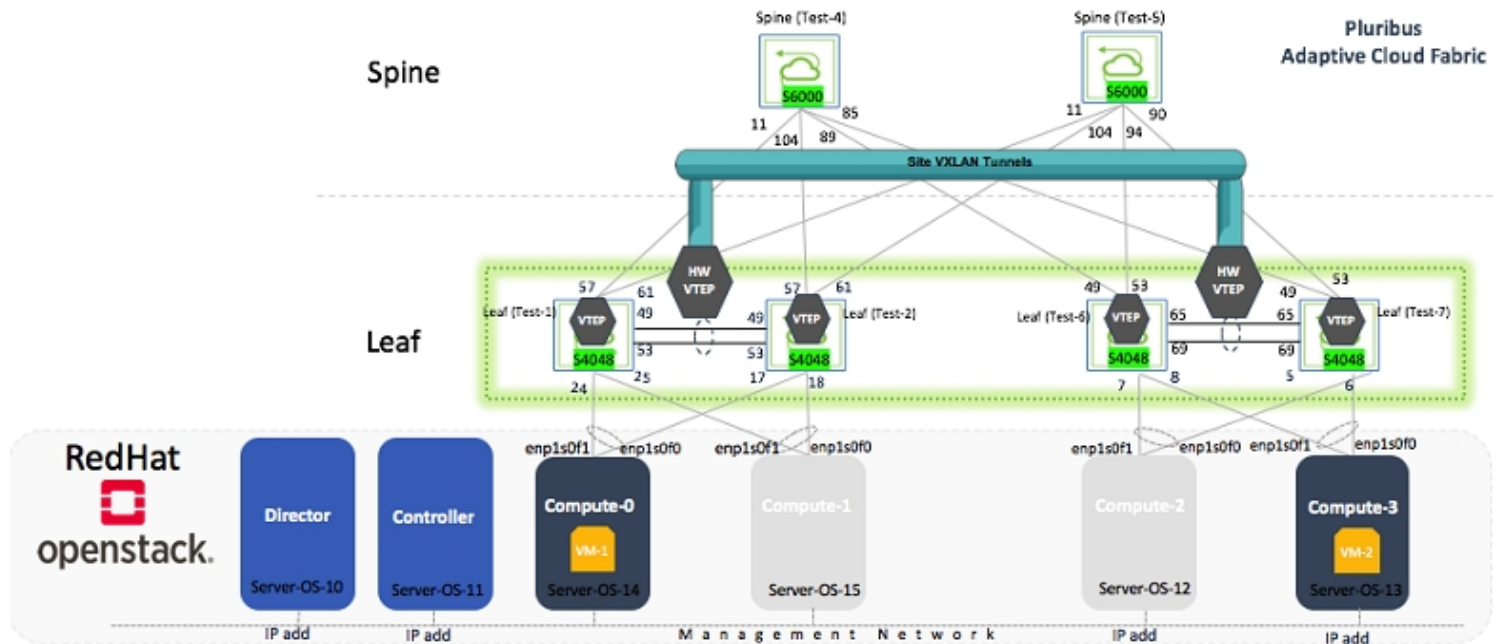 Spine (Test-4)
Spine (Test-5)
Pluribus
Adaptive Cloud Fabric
Spine
S6000
S6000
11
104
89
85
11
104
94
90
Site VXLAN Tunnels
HW
VTEP
HW
VTEP
57
61
57
61
49
53
49
53
Leaf (Test-1)
VTEP
49
49
VTEP
Leaf (Test-2)
Leaf (Test-6)
VTEP
65
65
VTEP
Leaf (Test-7)
Leaf
S4048
53
53
S4048
S4048
69
69
S4048
24
25
17
18
7
8
5
6
RedHat
openstack.
enp1s0f1
enp1s0f0
enp1s0f1
enp1s0f0
enp1s0f1
enp1s0f0
enp1s0f1
enp1s0f0
Director
Controller
Compute-0
Compute-1
Compute-2
Compute-3
VM-1
VM-2
Server-OS-10
Server-OS-11
Server-OS-14
Server-OS-15
Server-OS-12
Server-OS-13
IP add
IP add
Management Network
IP add
IP add